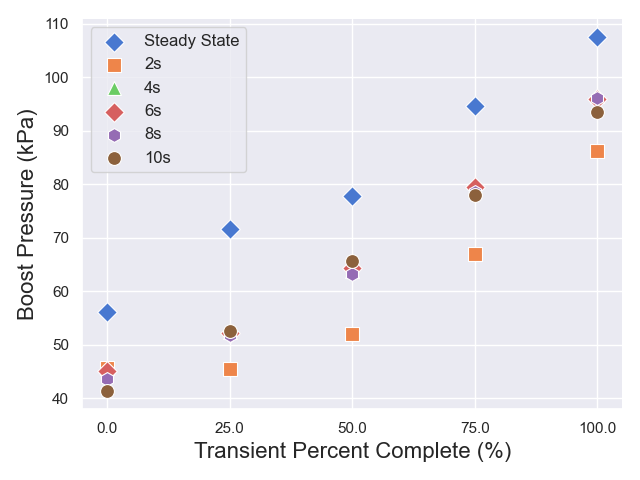 110
100
90
80
70
60
50
40
Boost Pressure (kPa)
Steady State
2s
4s
6s
8s
10s
0.0 25.0 50.0 75.0 100.0
Transient Percent Complete (%)